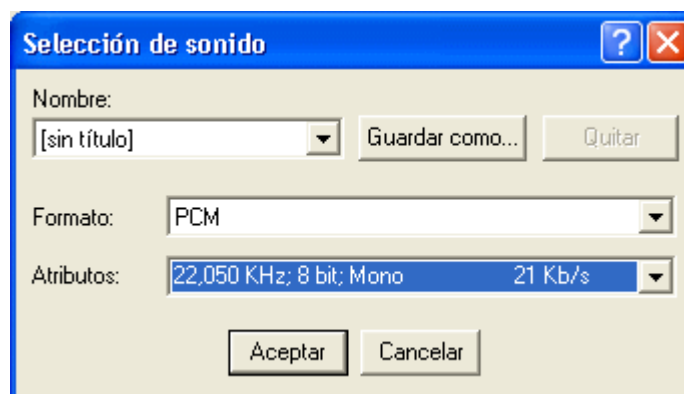 Selección de sonido
Nombre:
[sin título] Guardar como... Quitar
Formato: PCM
Atributos: 22,050 KHz; 8 bit; Mono 21 Kb/s
Aceptar Cancelar